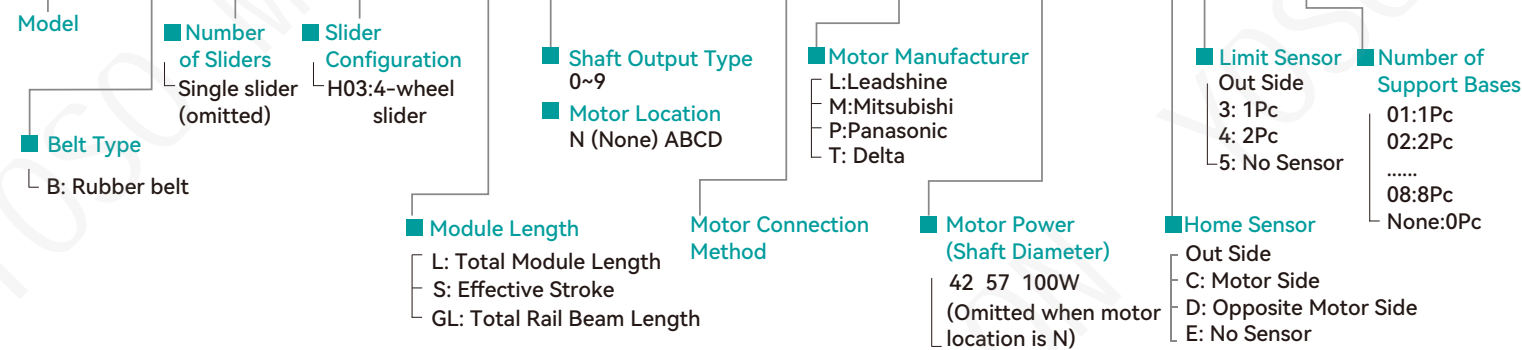 Model
Number
of Sliders
Single slider
(omitted)
Slider
Configuration
H03:4-wheel
slider
Belt Type
B: Rubber belt
Module Length
L: Total Module Length
S: Effective Stroke
GL: Total Rail Beam Length
Shaft Output Type
0~9
Motor Location
N (None) ABCD
Motor Connection
Method
Motor Manufacturer
L:Leadshine
M:Mitsubishi
P:Panasonic
T: Delta
Motor Power
(Shaft Diameter)
42 57 100W
(Omitted when motor
location is N)
Home Sensor
Out Side
C: Motor Side
D: Opposite Motor Side
E: No Sensor
Limit Sensor
Out Side
3: 1Pc
4: 2Pc
5: No Sensor
Number of
Support Bases
01:1Pc
02:2Pc
......
08:8Pc
None:0Pc